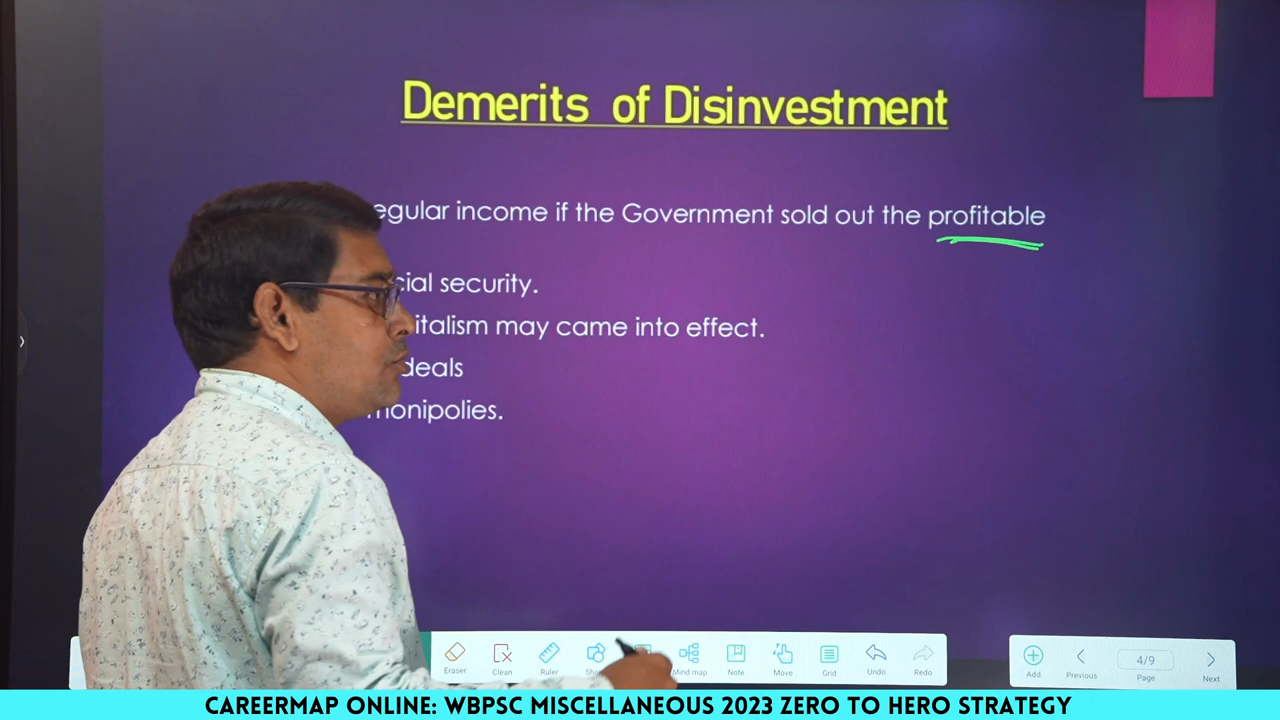 Demerits of Disinvestment
egular income if the Government sold out the profitable
cial security.
italism may came into effect.
deals
monipolies.
Eraser
Clean
Ruler
Mind map
Note
Move
Grid
Undo
Redo
Add
Previous
4/9
Page
Next
CAREERMAP ONLINE: WBPSC MISCELLANEOUS 2023 ZERO TO HERO STRATEGY